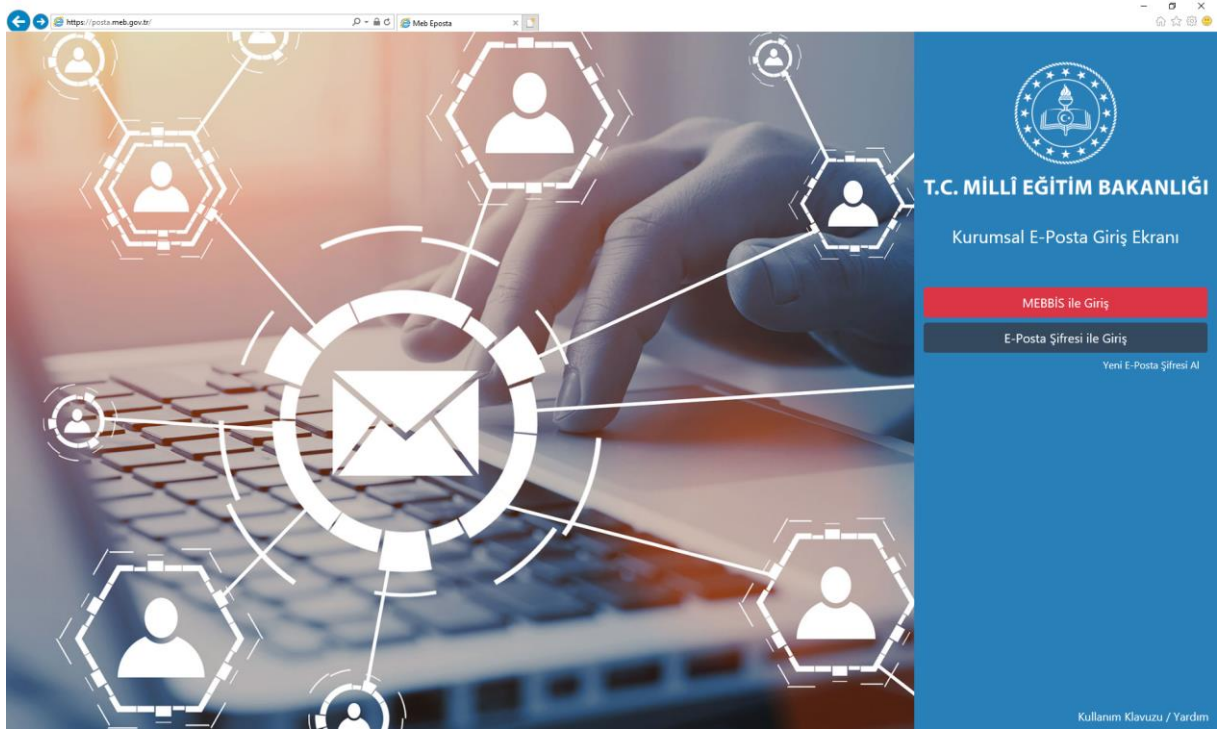 https://posta.meb.gov.tr/
Meb Eposta
T.C. MİLLÎ EĞİTİM BAKANLIĞI
Kurumsal E-Posta Giriş Ekranı
MEBBİS ile Giriş
E-Posta Şifresi ile Giriş
Yeni E-Posta Şifresi Al
Kullanım Klavuzu / Yardım